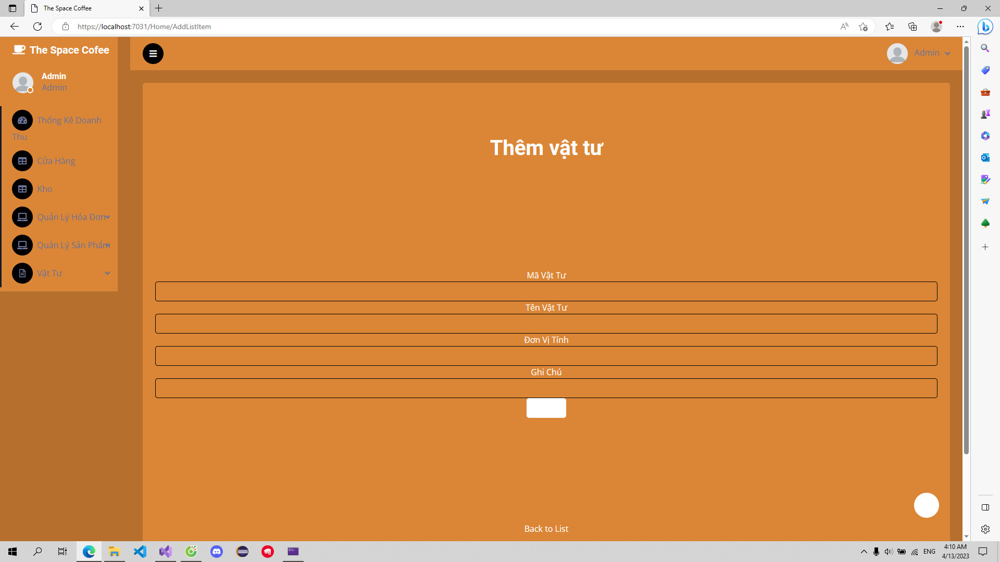 The Space Coffee
https://localhost:7031/Home/AddListItem
The Space Cofee
Admin
Admin
Admin
Thống Kê Doanh
Thu
Cửa Hàng
Kho
Quản Lý Hóa Đơn
Quản Lý Sản Phẩm
Vật Tư
Thêm vật tư
Mã Vật Tư
Tên Vật Tư
Đơn Vị Tính
Ghi Chú
Back to List
ENG
4:10 AM
4/13/2023